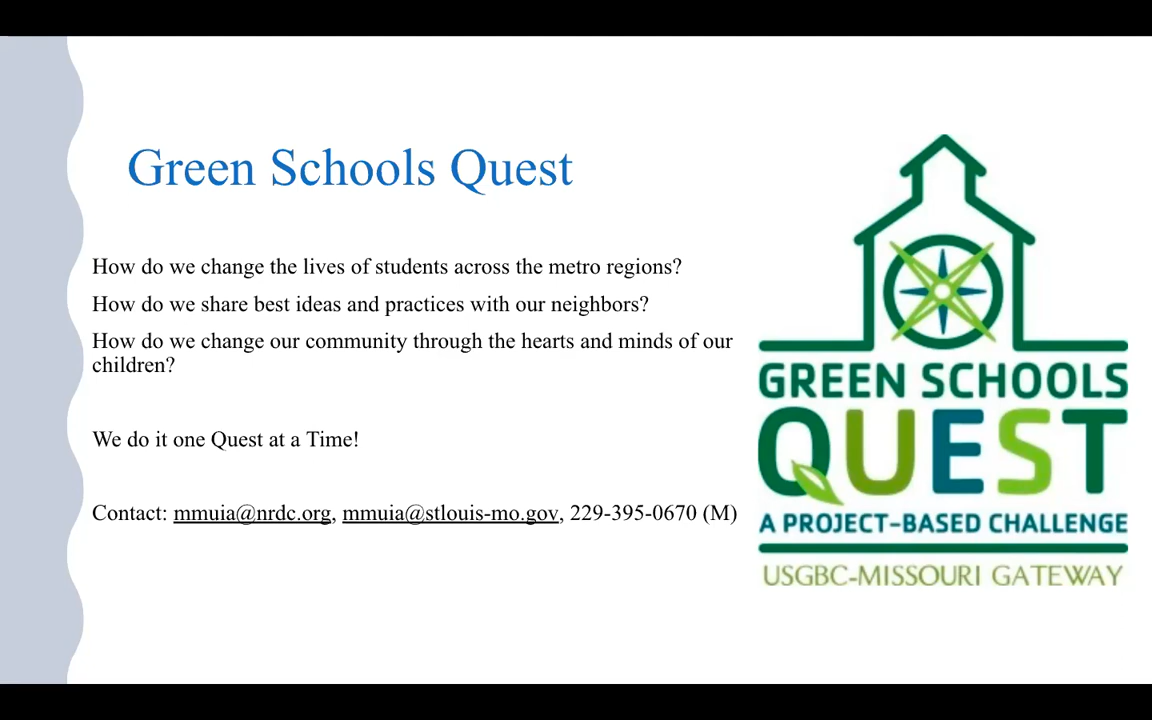 Green Schools Quest
How do we change the lives of students across the metro regions?
How do we share best ideas and practices with our neighbors?
How do we change our community through the hearts and minds of our
children?
We do it one Quest at a Time!
Contact: mmuia@nrdc.org, mmuia@stlouis-mo.gov, 229-395-0670 (M)
GREEN SCHOOLS
QUEST
A PROJECT-BASED CHALLENGE
USGBC-MISSOURI GATEWAY